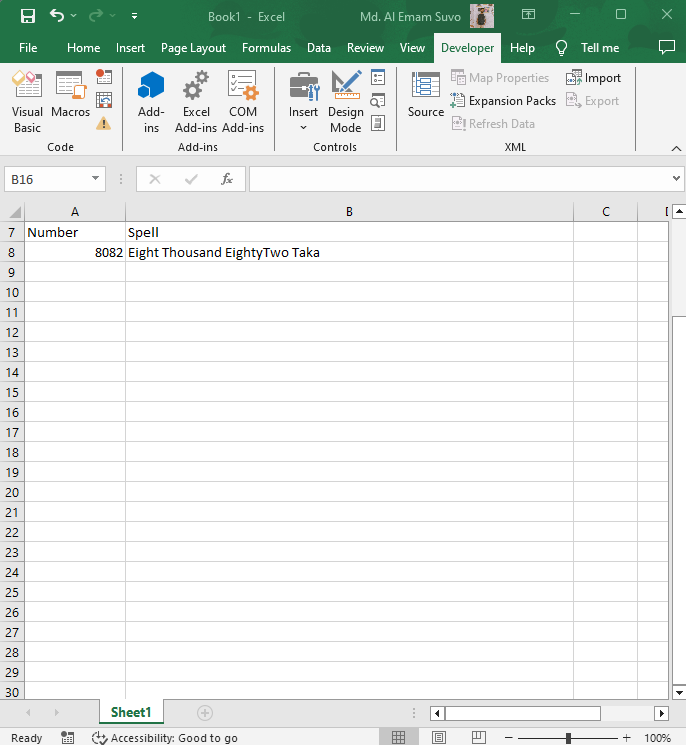 Book1 - Excel
Md. Al Emam Suvo
File Home Insert Page Layout Formulas Data Review View Developer Help Tell me
Visual Basic
Macros
Add-ins
Excel Add-ins
COM Add-ins
Insert
Design Mode
Source
Map Properties
Expansion Packs
Refresh Data
Import
Export
Code Add-ins Controls XML
B16
fx
A B C
7 Number Spell
8 8082 Eight Thousand EightyTwo Taka
9
10
11
12
13
14
15
16
17
18
19
20
21
22
23
24
25
26
27
28
29
30
Sheet1
Ready Accessibility: Good to go 100%